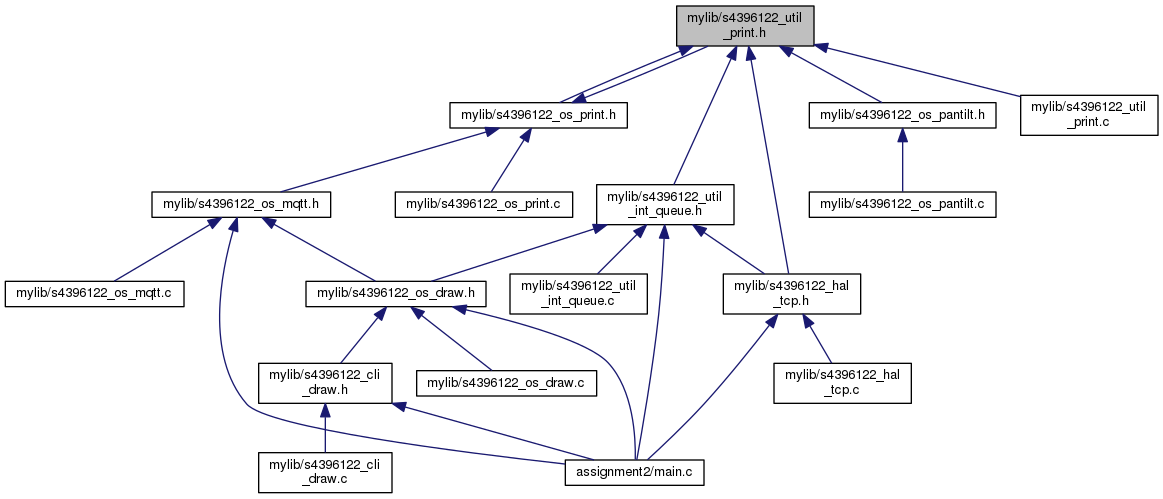 mylib/s4396122_util
_print.h
mylib/s4396122_os_print.h
mylib/s4396122_os_pantilt.h
mylib/s4396122_util
_print.c
mylib/s4396122_os_mqtt.h
mylib/s4396122_os_print.c
mylib/s4396122_util
_int_queue.h
mylib/s4396122_os_pantilt.c
mylib/s4396122_os_mqtt.c
mylib/s4396122_os_draw.h
mylib/s4396122_util
_int_queue.c
mylib/s4396122_hal
_tcp.h
mylib/s4396122_cli
_draw.h
mylib/s4396122_os_draw.c
mylib/s4396122_hal
_tcp.c
mylib/s4396122_cli
_draw.c
assignment2/main.c